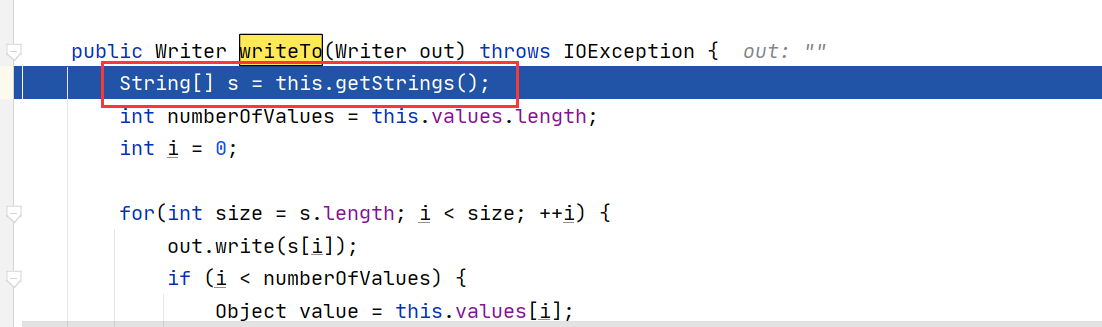 public Writer writeTo(Writer out) throws IOException {  out: ""
String[] s = this.getStrings();
int numberOfValues = this.values.length;
int i = 0;
for(int size = s.length; i < size; ++i) {
out.write(s[i]);
if (i < numberOfValues) {
Object value = this.values[i];